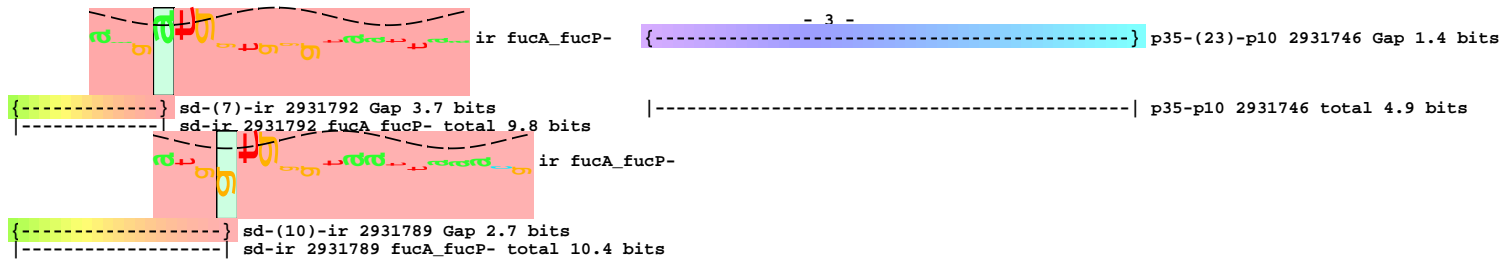 - 3 -
ir fucA_fucP-
{-----------------------------------------------} p35-(23)-p10 2931746 Gap 1.4 bits
{--------------} sd-(7)-ir 2931792 Gap 3.7 bits
|-----------------------------------------------| p35-p10 2931746 total 4.9 bits
|--------------| sd-ir 2931792 fucA_fucP- total 9.8 bits
ir fucA_fucP-
{--------------------} sd-(10)-ir 2931789 Gap 2.7 bits
|--------------------| sd-ir 2931789 fucA_fucP- total 10.4 bits